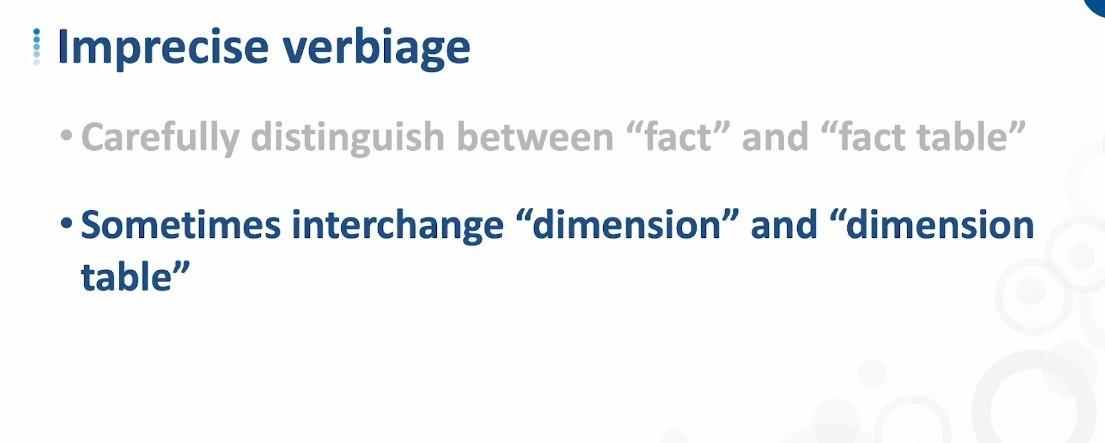 Imprecise verbiage
• Carefully distinguish between “fact” and “fact table”
• Sometimes interchange “dimension” and “dimension
table”